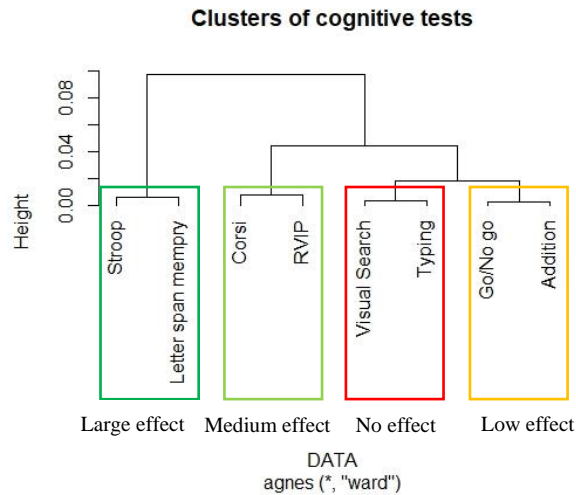 Clusters of cognitive tests
0.08
0.04
0.00
Height
Stroop
Letter span mempry
Corsi
RVIP
Visual Search
Typing
Go/No go
Addition
Large effect
Medium effect
No effect
Low effect
DATA
agnes (*, "ward")